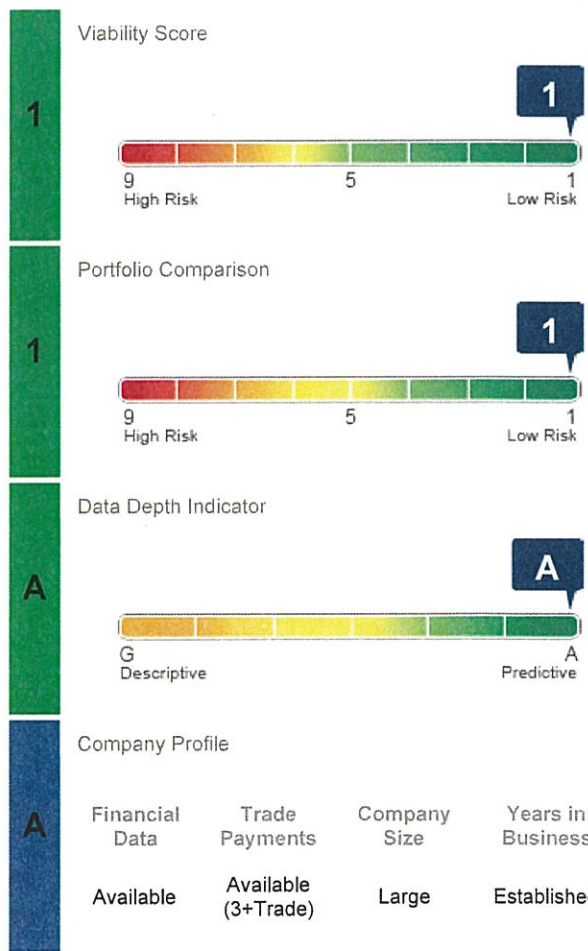 Viability Score
1
1
9 5 1
High Risk Low Risk
Portfolio Comparison
1
1
9 5 1
High Risk Low Risk
Data Depth Indicator
A
A
G A
Descriptive Predictive
Company Profile
A
Financial Trade Company Years in
Data Payments Size Business
Available Available (3+Trade) Large Establishe